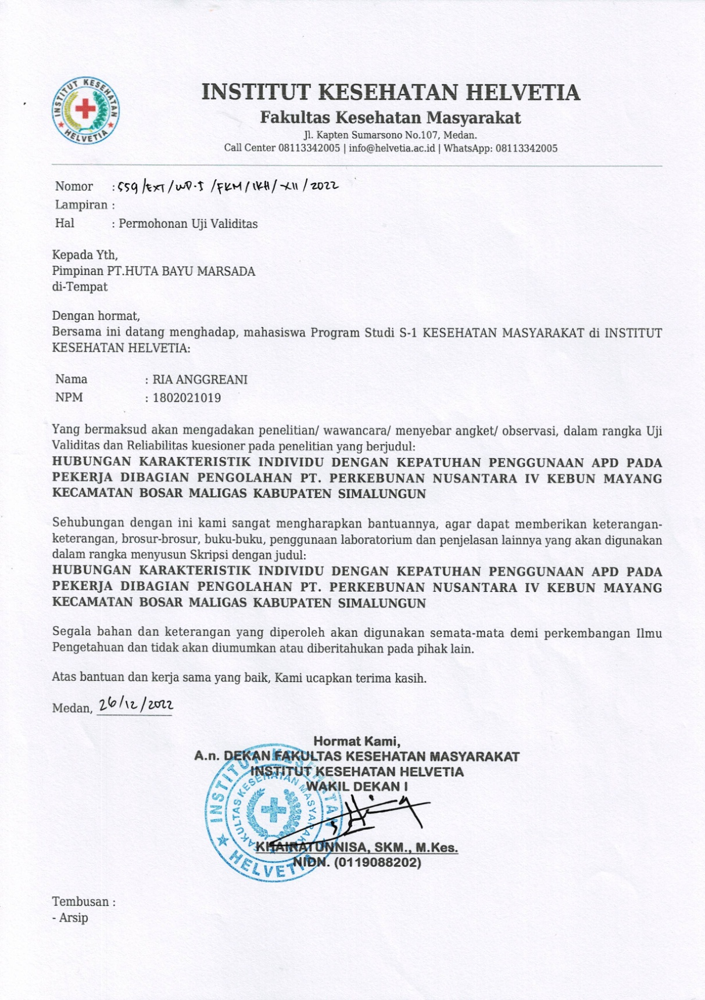 INSTITUT KESEHATAN HELVETIA
INSTITUT KESEHATAN HELVETIA
Fakultas Kesehatan Masyarakat
Jl. Kapten Sumarsono No.107, Medan.
Call Center 08113342005 | info@helvetia.ac.id | WhatsApp: 08113342005
Nomor : 559/EXT/WD.I/FKM/IKH/XII/2022
Lampiran :
Hal : Permohonan Uji Validitas
Kepada Yth,
Pimpinan PT.HUTA BAYU MARSADA
di-Tempat
Dengan hormat,
Bersama ini datang menghadap, mahasiswa Program Studi S-1 KESEHATAN MASYARAKAT di INSTITUT
KESEHATAN HELVETIA:
Nama : RIA ANGGREANI
NPM : 1802021019
Yang bermaksud akan mengadakan penelitian/ wawancara/ menyebar angket/ observasi, dalam rangka Uji
Validitas dan Reliabilitas kuesioner pada penelitian yang berjudul:
HUBUNGAN KARAKTERISTIK INDIVIDU DENGAN KEPATUHAN PENGGUNAAN APD PADA
PEKERJA DIBAGIAN PENGOLAHAN PT. PERKEBUNAN NUSANTARA IV KEBUN MAYANG
KECAMATAN BOSAR MALIGAS KABUPATEN SIMALUNGUN
Sehubungan dengan ini kami sangat mengharapkan bantuannya, agar dapat memberikan keterangan-
keterangan, brosur-brosur, buku-buku, penggunaan laboratorium dan penjelasan lainnya yang akan digunakan
dalam rangka menyusun Skripsi dengan judul:
HUBUNGAN KARAKTERISTIK INDIVIDU DENGAN KEPATUHAN PENGGUNAAN APD PADA
PEKERJA DIBAGIAN PENGOLAHAN PT. PERKEBUNAN NUSANTARA IV KEBUN MAYANG
KECAMATAN BOSAR MALIGAS KABUPATEN SIMALUNGUN
Segala bahan dan keterangan yang diperoleh akan digunakan semata-mata demi perkembangan Ilmu
Pengetahuan dan tidak akan diumumkan atau diberitahukan pada pihak lain.
Atas bantuan dan kerja sama yang baik, Kami ucapkan terima kasih.
Medan, 26/12/2022
Hormat Kami,
A.n. DEKAN FAKULTAS KESEHATAN MASYARAKAT
INSTITUT KESEHATAN HELVETIA
WAKIL DEKAN I
INSTITUT KESEHATAN HELVETIA
FAKULTAS KESEHATAN MASYARAKAT
KHAIRATUNNISA, SKM., M.Kes.
NIDN. (0119088202)
Tembusan :
- Arsip